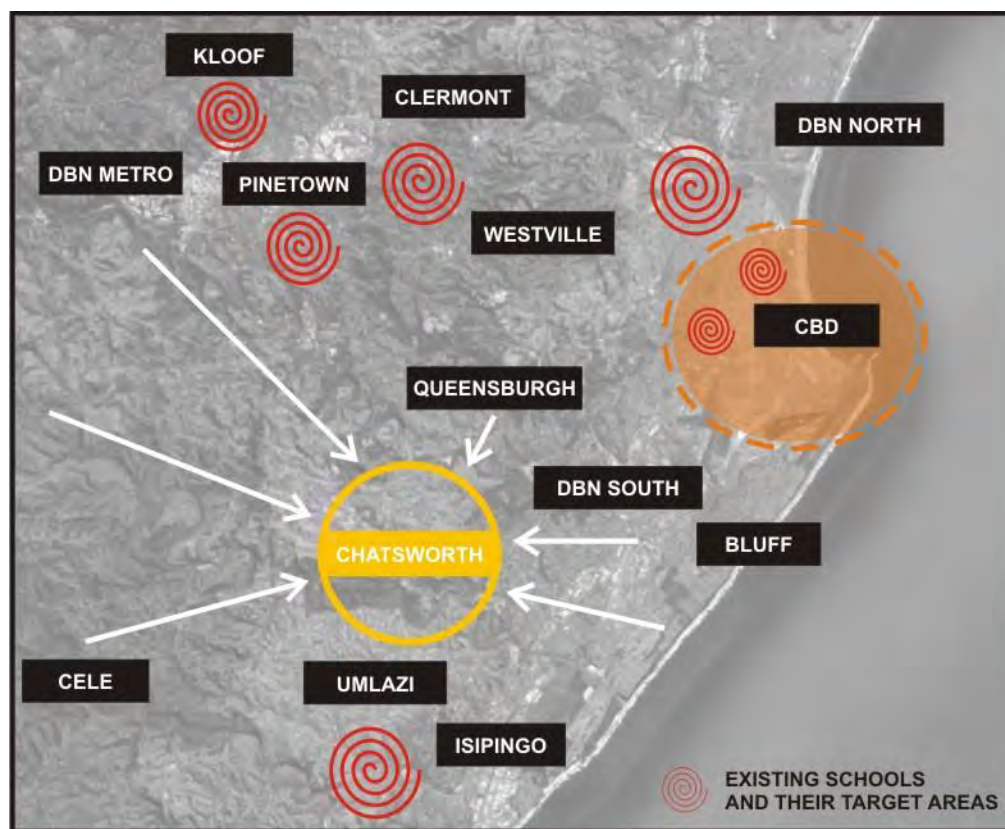 KLOOF
CLERMONT
DBN NORTH
DBN METRO
PINETOWN
WESTVILLE
CBD
QUEENSBURGH
DBN SOUTH
CHATSWORTH
BLUFF
CELE
UMLAZI
ISIPINGO
EXISTING SCHOOLS
AND THEIR TARGET AREAS